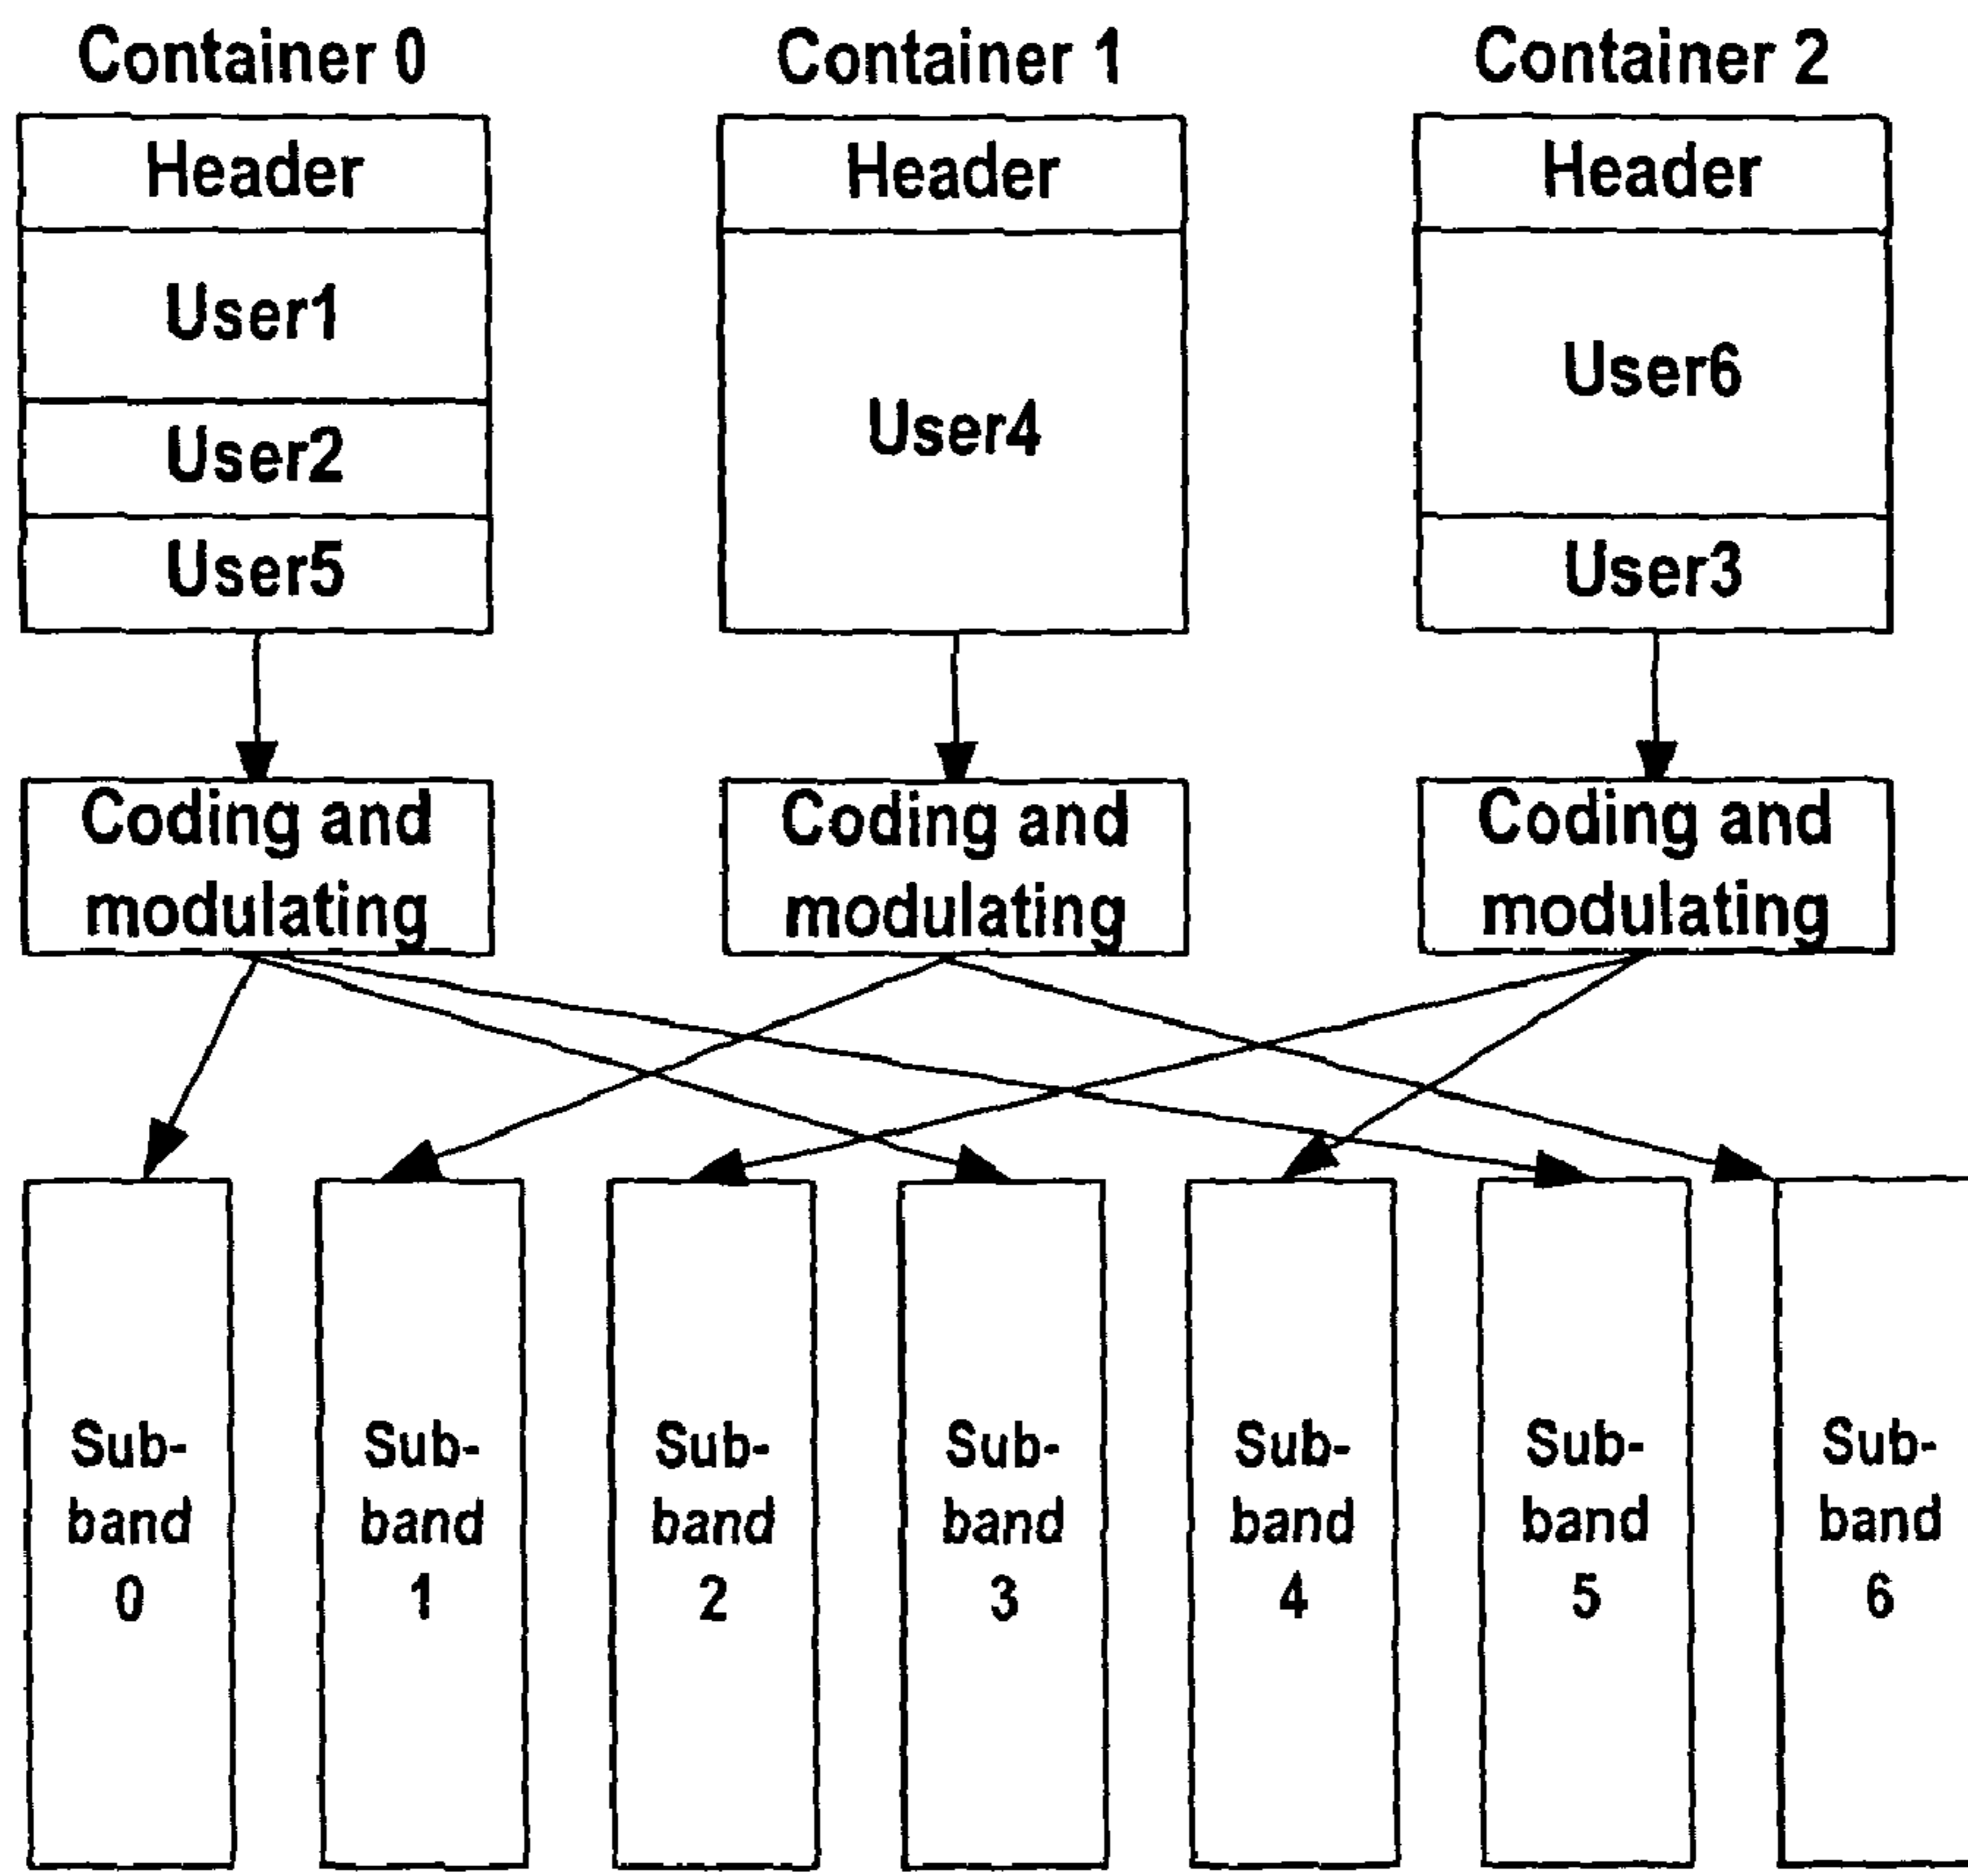 Container 0
Container 1
Container 2
Header
User1
User2
User5
Header
User4
Header
User6
User3
Coding and
modulating
Coding and
modulating
Coding and
modulating
Sub-
band
0
Sub-
band
1
Sub-
band
2
Sub-
band
3
Sub-
band
4
Sub-
band
5
Sub-
band
6